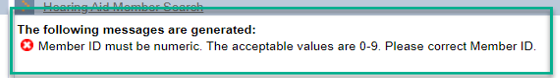 Hearing Aid Member Search
The following messages are generated:
Member ID must be numeric. The acceptable values are 0-9. Please correct Member ID.